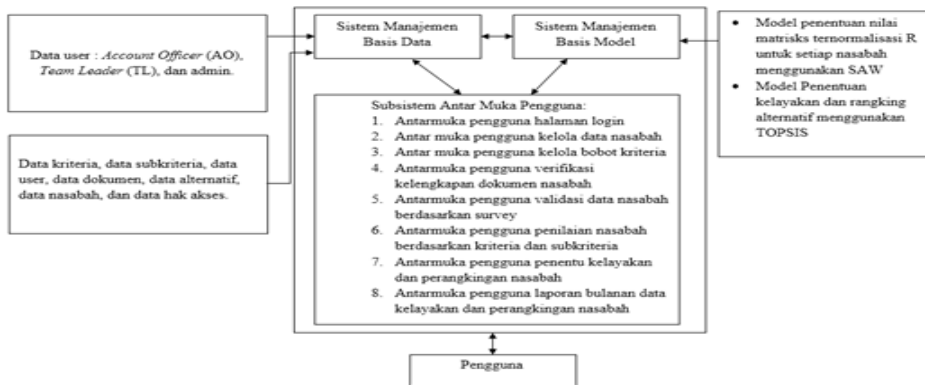 Data user : Account Officer (AO),
Team Leader (TL), dan admin.
Data kriteria, data subkriteria, data
user, data dokumen, data alternatif,
data nasabah, dan data hak akses.
Sistem Manajemen
Basis Data
Sistem Manajemen
Basis Model
Subsistem Antar Muka Pengguna:
1. Antarmuka pengguna halaman login
2. Antar muka pengguna kelola data nasabah
3. Antar muka pengguna kelola bobot kriteria
4. Antarmuka pengguna verifikasi
kelengkapan dokumen nasabah
5. Antarmuka pengguna validasi data nasabah
berdasarkan survey
6. Antarmuka pengguna penilaian nasabah
berdasarkan kriteria dan subkriteria
7. Antarmuka pengguna penentu kelayakan
dan perangkingan nasabah
8. Antarmuka pengguna laporan bulanan data
kelayakan dan perangkingan nasabah
• Model penentuan nilai
matrisks ternormalisasi R
untuk setiap nasabah
menggunakan SAW
• Model Penentuan
kelayakan dan rangking
alternatif menggunakan
TOPSIS
Pengguna